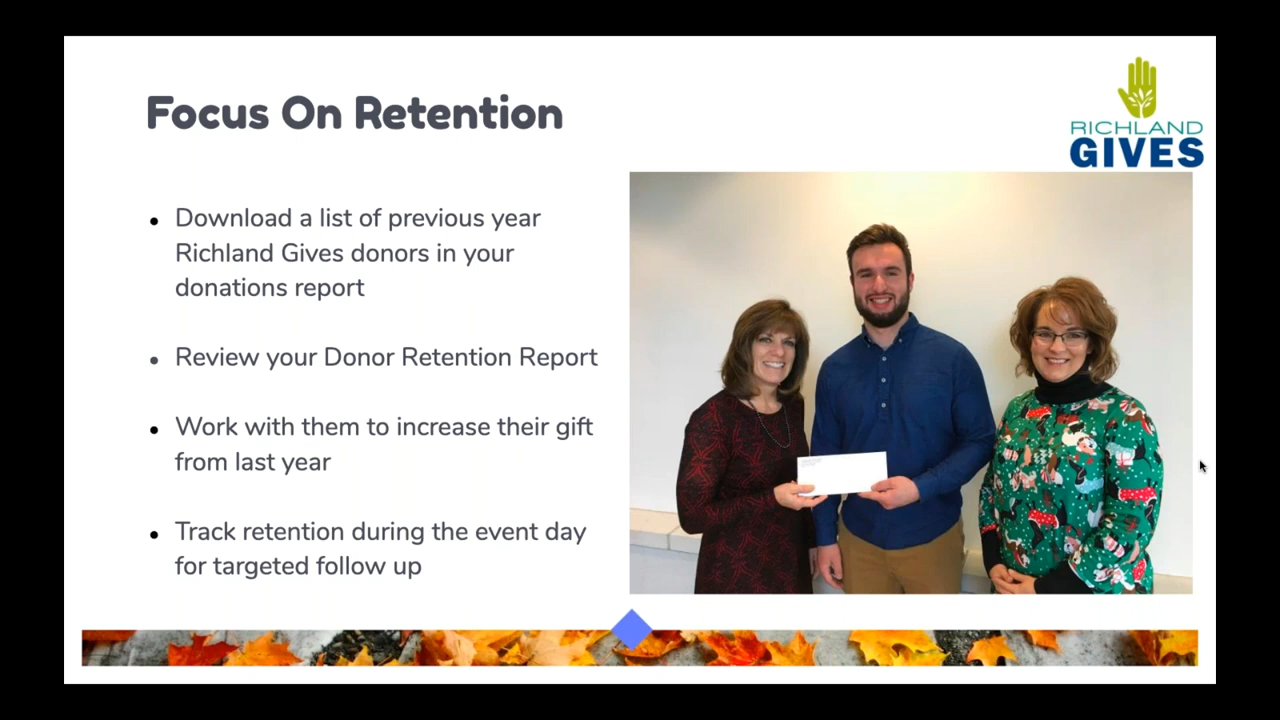 Focus On Retention
RICHLAND
GIVES
• Download a list of previous year
Richland Gives donors in your
donations report
• Review your Donor Retention Report
• Work with them to increase their gift
from last year
• Track retention during the event day
for targeted follow up